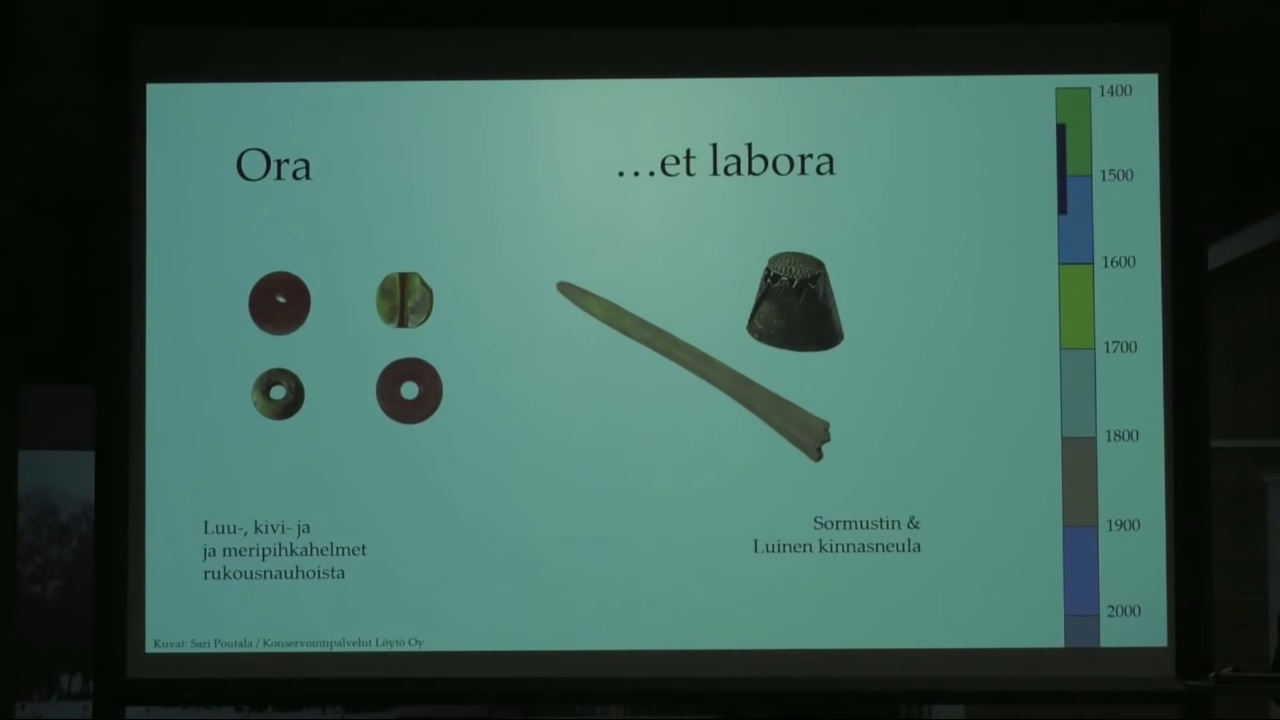 Ora
...et labora
Luu-, kivi- ja
ja meripihkahelmet
rukousnauhoista
Sormustin &
Luinen kinnasneula
Kuvat: Sari Poutala / Konservointipalvelut Löytö Oy
1400
1500
1600
1700
1800
1900
2000